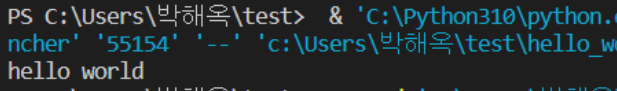 PS C:\Users\박해옥\test>  & 'C:\Python310\python.
ncher' '55154' '--' 'c:\Users\박해옥\test\hello_w
hello world